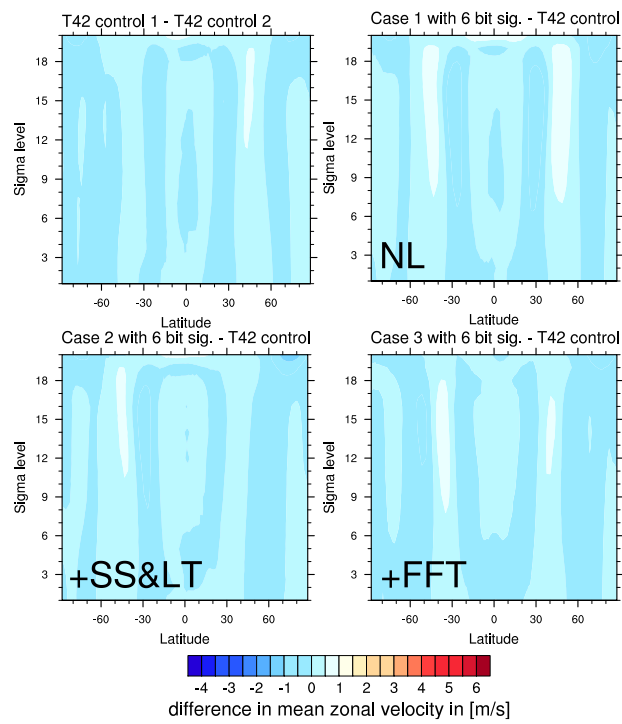 T42 control 1 - T42 control 2
Case 1 with 6 bit sig. - T42 control
Sigma level
18
15
12
9
6
3
-60 -30 0 30 60
Latitude
Sigma level
18
15
12
9
6
3
NL
-60 -30 0 30 60
Latitude
Case 2 with 6 bit sig. - T42 control
Case 3 with 6 bit sig. - T42 control
Sigma level
18
15
12
9
6
3
+SS&LT
-60 -30 0 30 60
Latitude
Sigma level
18
15
12
9
6
3
+FFT
-60 -30 0 30 60
Latitude
-4 -3 -2 -1 0 1 2 3 4 5 6
difference in mean zonal velocity in [m/s]